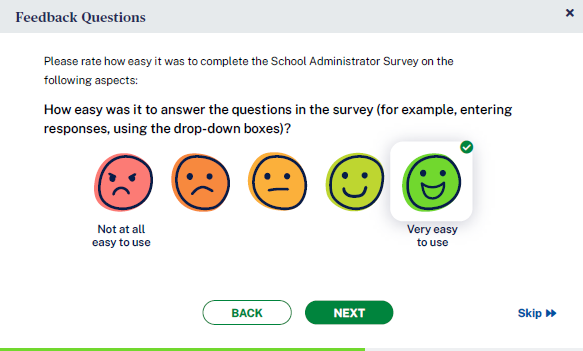 Feedback Questions
Please rate how easy it was to complete the School Administrator Survey on the
following aspects:
How easy was it to answer the questions in the survey (for example, entering
responses, using the drop-down boxes)?
Not at all
easy to use
Very easy
to use
BACK
NEXT
Skip